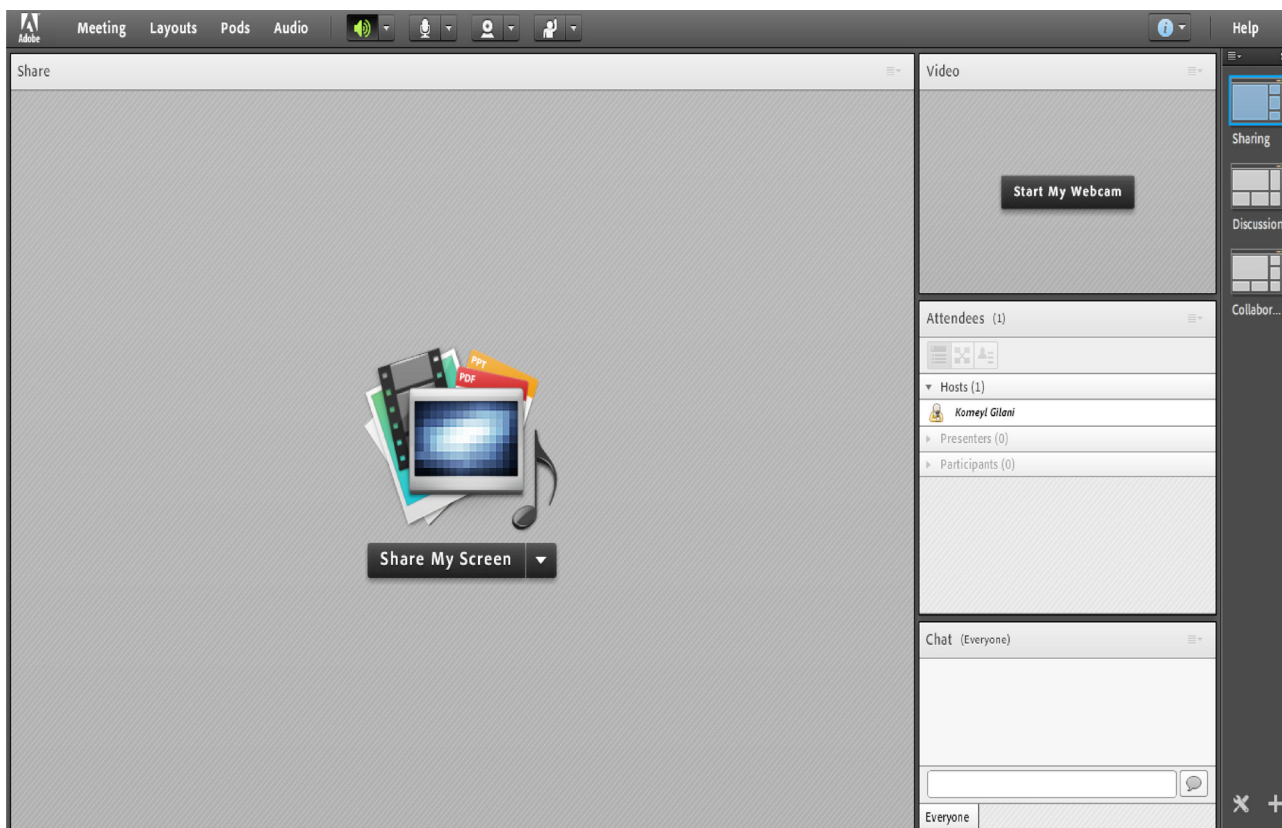 Adobe
Meeting Layouts Pods Audio Help
Share
Video
Start My Webcam
Sharing
Discussion
Collabor...
Attendees (1)
Hosts (1)
Komeyl Gilani
Presenters (0)
Participants (0)
PPT
PDF
Share My Screen
Chat (Everyone)
Everyone